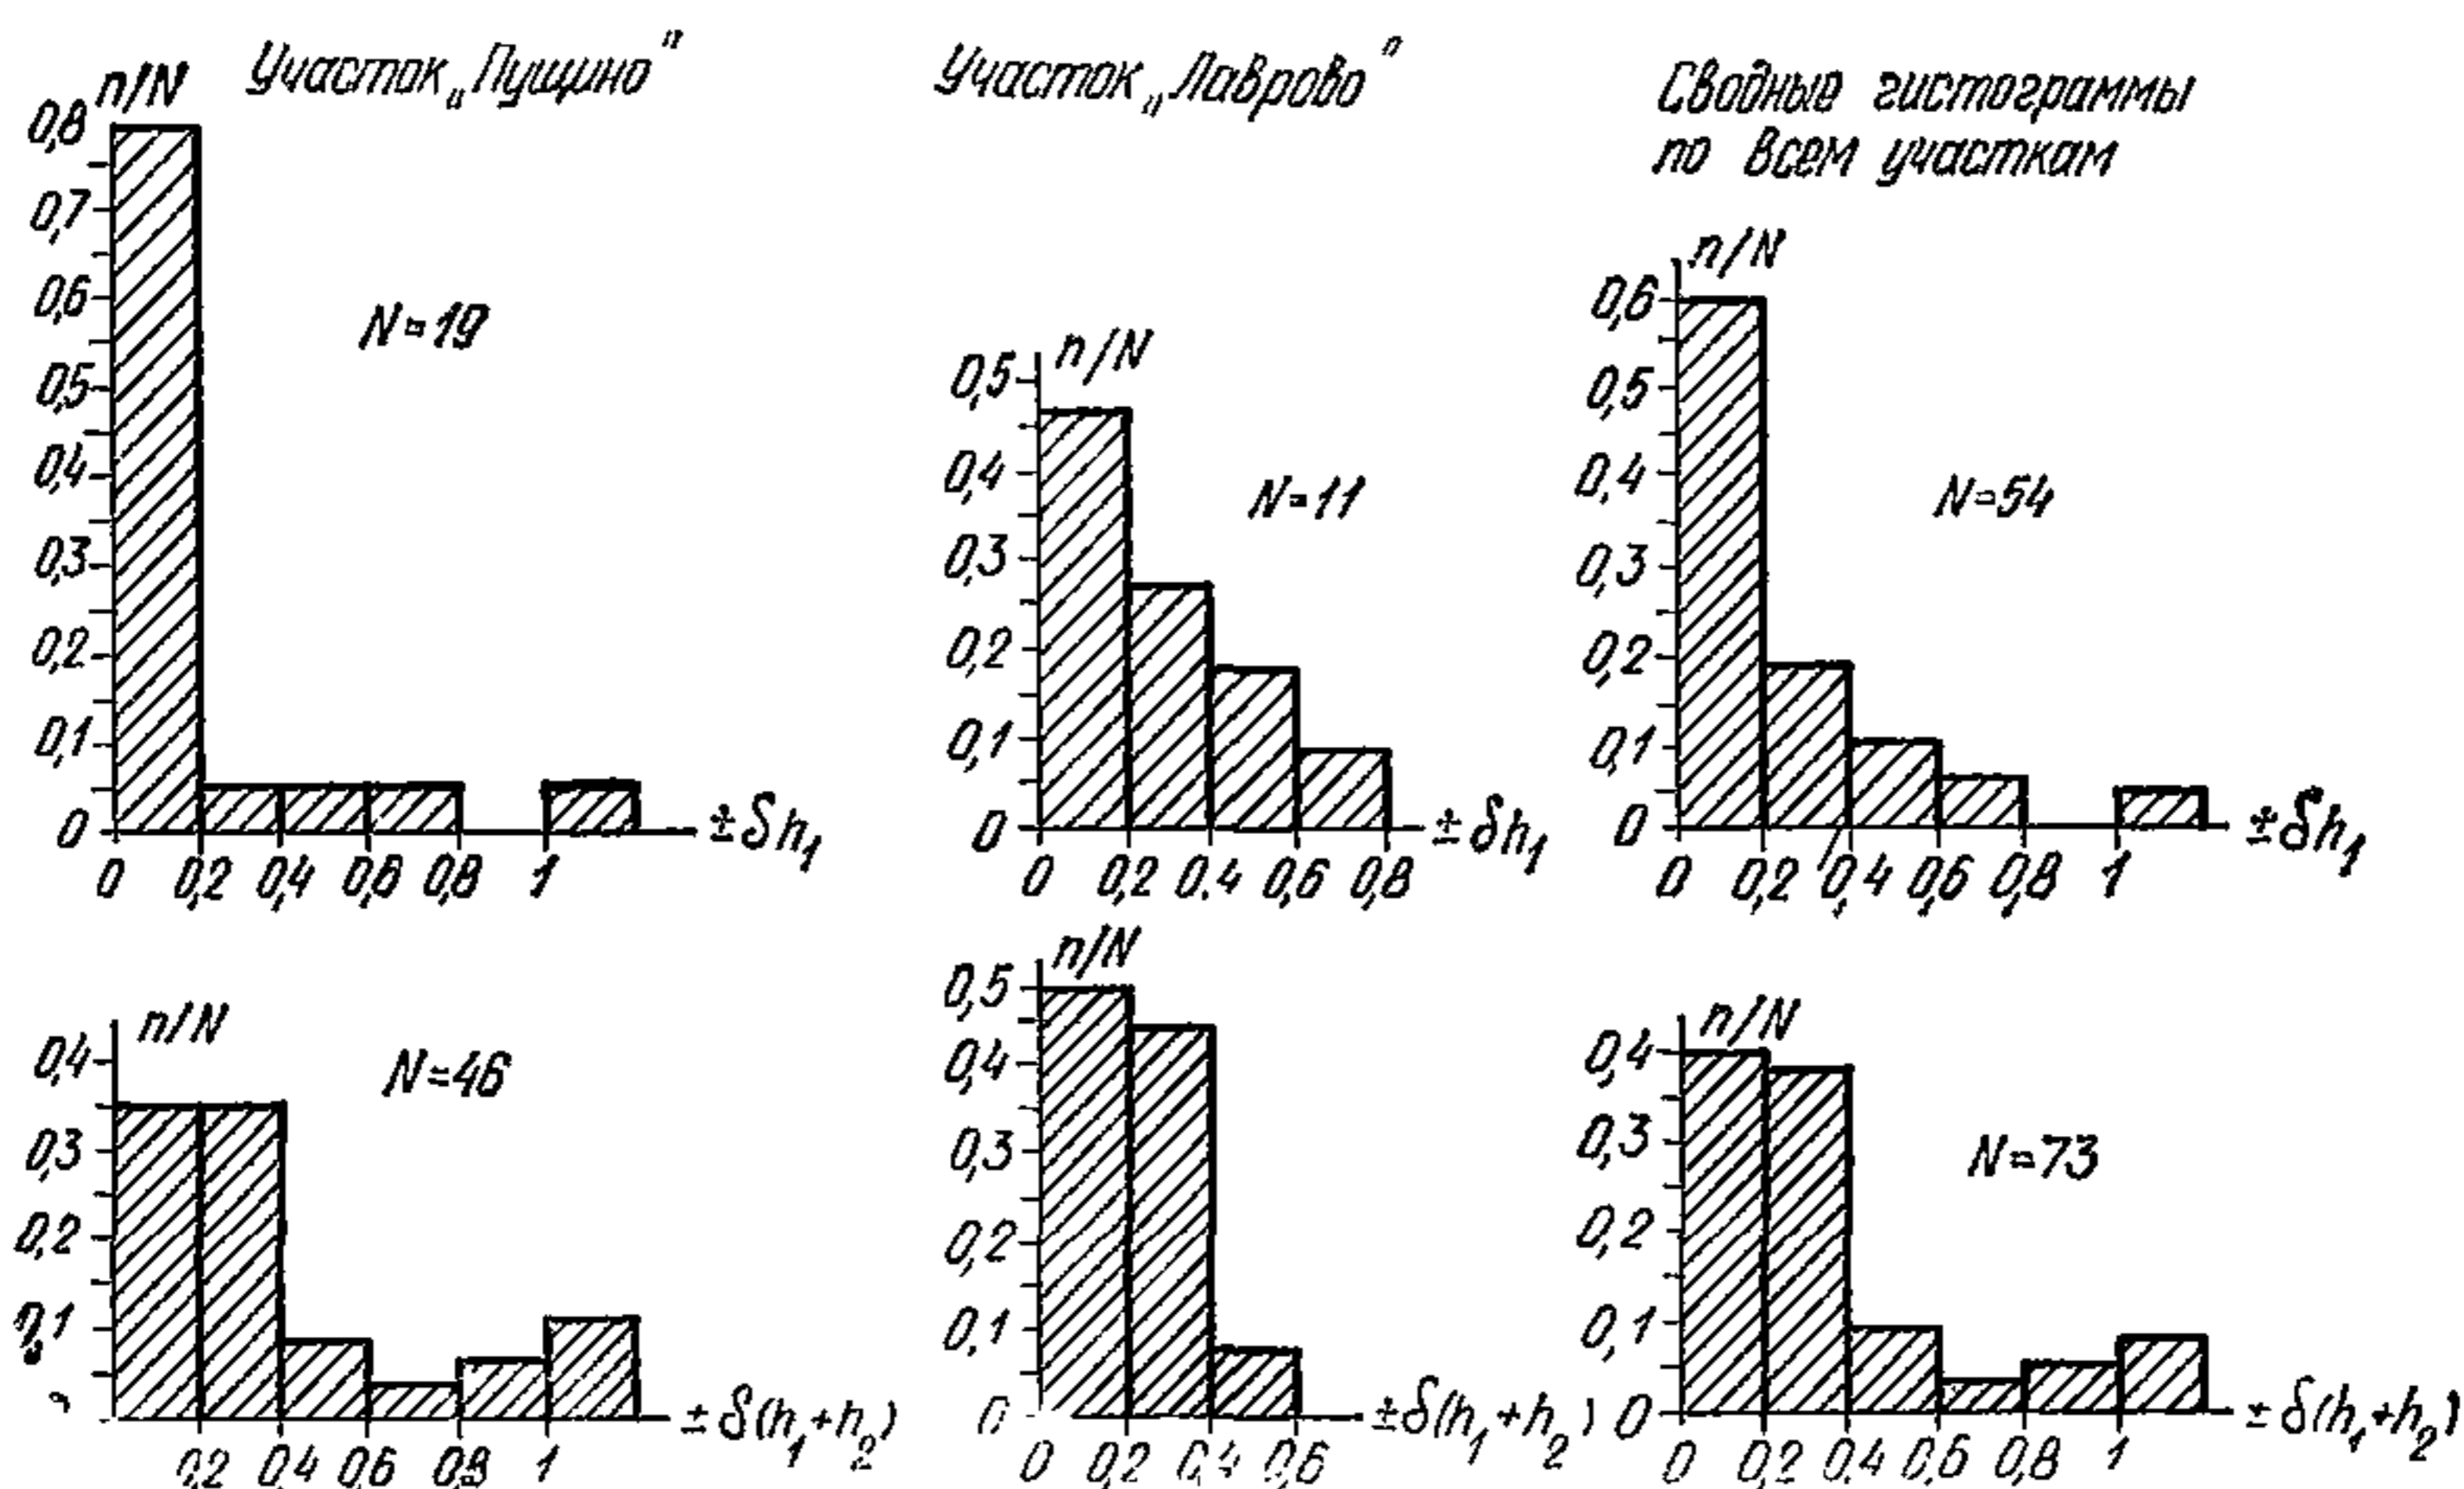 Участок „Пущино"
n/N
0,8
0,7
0,6
0,5
0,4
0,3
0,2
0,1
0
N=19
0 0,2 0,4 0,6 0,8 1
±δh₁
Участок „Лаврово"
n/N
0,5
0,4
0,3
0,2
0,1
0
N=11
0 0,2 0.4 0,6 0,8
±δh₁
Сводные гистограммы
по всем участкам
n/N
0,6
0,5
0,4
0,3
0,2
0,1
0
N=54
0 0,2 0,4 0,6 0,8 1
±δh₁
n/N
0,4
0,3
0,2
0,1
N=46
0,2 0,4 0,6 0,8 1
±δ(h₁+h₂)
n/N
0,5
0,4
0,3
0,2
0,1
0
0 0,2 0,4 0,6
±δ(h₁+h₂)
n/N
0,4
0,3
0,2
0,1
0
N=73
0 0,2 0,4 0,6 0,8 1
±δ(h₁+h₂)